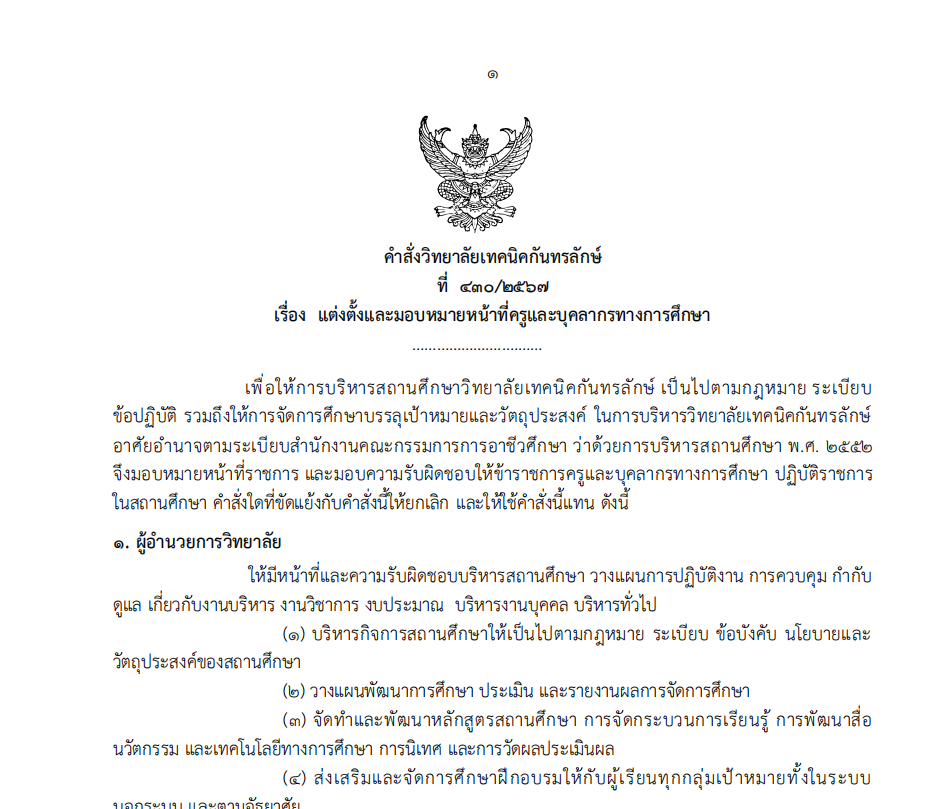 ๑
คำสั่งวิทยาลัยเทคนิคกันทรลักษ์
ที่ ๔๓๐/๒๕๖๗
เรื่อง แต่งตั้งและมอบหมายหน้าที่ครูและบุคลากรทางการศึกษา
................................
เพื่อให้การบริหารสถานศึกษาวิทยาลัยเทคนิคกันทรลักษ์ เป็นไปตามกฎหมาย ระเบียบ
ข้อปฏิบัติ รวมถึงให้การจัดการศึกษาบรรลุเป้าหมายและวัตถุประสงค์ ในการบริหารวิทยาลัยเทคนิคกันทรลักษ์
อาศัยอำนาจตามระเบียบสำนักงานคณะกรรมการการอาชีวศึกษา ว่าด้วยการบริหารสถานศึกษา พ.ศ. ๒๕๕๒
จึงมอบหมายหน้าที่ราชการ และมอบความรับผิดชอบให้ข้าราชการครูและบุคลากรทางการศึกษา ปฏิบัติราชการ
ในสถานศึกษา คำสั่งใดที่ขัดแย้งกับคำสั่งนี้ให้ยกเลิก และให้ใช้คำสั่งนี้แทน ดังนี้
๑. ผู้อำนวยการวิทยาลัย
ให้มีหน้าที่และความรับผิดชอบบริหารสถานศึกษา วางแผนการปฏิบัติงาน การควบคุม กำกับ
ดูแล เกี่ยวกับงานบริหาร งานวิชาการ งบประมาณ บริหารงานบุคคล บริหารทั่วไป
(๑) บริหารกิจการสถานศึกษาให้เป็นไปตามกฎหมาย ระเบียบ ข้อบังคับ นโยบายและ
วัตถุประสงค์ของสถานศึกษา
(๒) วางแผนพัฒนาการศึกษา ประเมิน และรายงานผลการจัดการศึกษา
(๓) จัดทำและพัฒนาหลักสูตรสถานศึกษา การจัดกระบวนการเรียนรู้ การพัฒนาสื่อ
นวัตกรรม และเทคโนโลยีทางการศึกษา การนิเทศ และการวัดผลประเมินผล
(๔) ส่งเสริมและจัดการศึกษาฝึกอบรมให้กับผู้เรียนทุกกลุ่มเป้าหมายทั้งในระบบ
นอกระบบ และตามอัธยาศัย